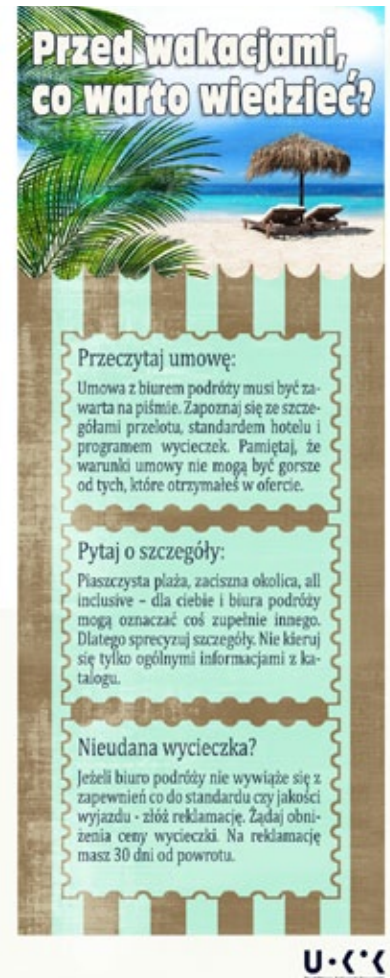 Przed wakacjami,
co warto wiedzieć?
Przeczytaj umowę:
Umowa z biurem podróży musi być za-
warta na piśmie. Zapoznaj się ze szcze-
gółami przelotu, standardem hotelu i
programem wycieczek. Pamiętaj, że
warunki umowy nie mogą być gorsze
od tych, które otrzymałeś w ofercie.
Pytaj o szczegóły:
Piaszczysta plaża, zaciszna okolica, all
inclusive – dla ciebie i biura podróży
mogą oznaczać coś zupełnie innego.
Dlatego sprecyzuj szczegóły. Nie kieruj
się tylko ogólnymi informacjami z ka-
talogu.
Nieudana wycieczka?
Jeżeli biuro podróży nie wywiąże się z
zapewnień co do standardu czy jakości
wyjazdu - złóż reklamację. Żądaj obni-
żenia ceny wycieczki. Na reklamację
masz 30 dni od powrotu.